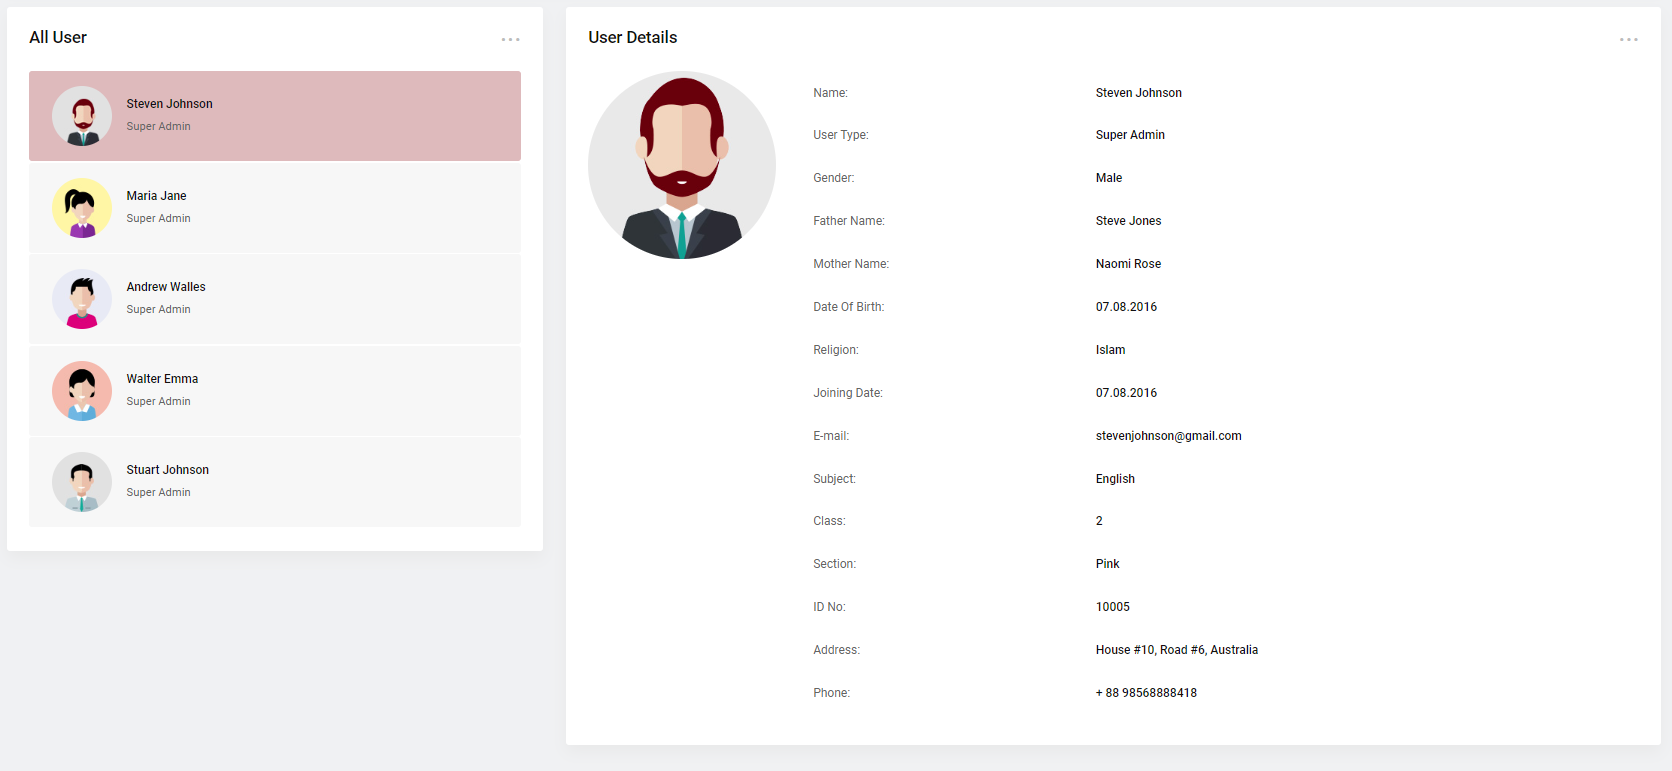 All User
Steven Johnson
Super Admin
Maria Jane
Super Admin
Andrew Walles
Super Admin
Walter Emma
Super Admin
Stuart Johnson
Super Admin
User Details
Name: Steven Johnson
User Type: Super Admin
Gender: Male
Father Name: Steve Jones
Mother Name: Naomi Rose
Date Of Birth: 07.08.2016
Religion: Islam
Joining Date: 07.08.2016
E-mail: stevenjohnson@gmail.com
Subject: English
Class: 2
Section: Pink
ID No: 10005
Address: House #10, Road #6, Australia
Phone: + 88 98568888418